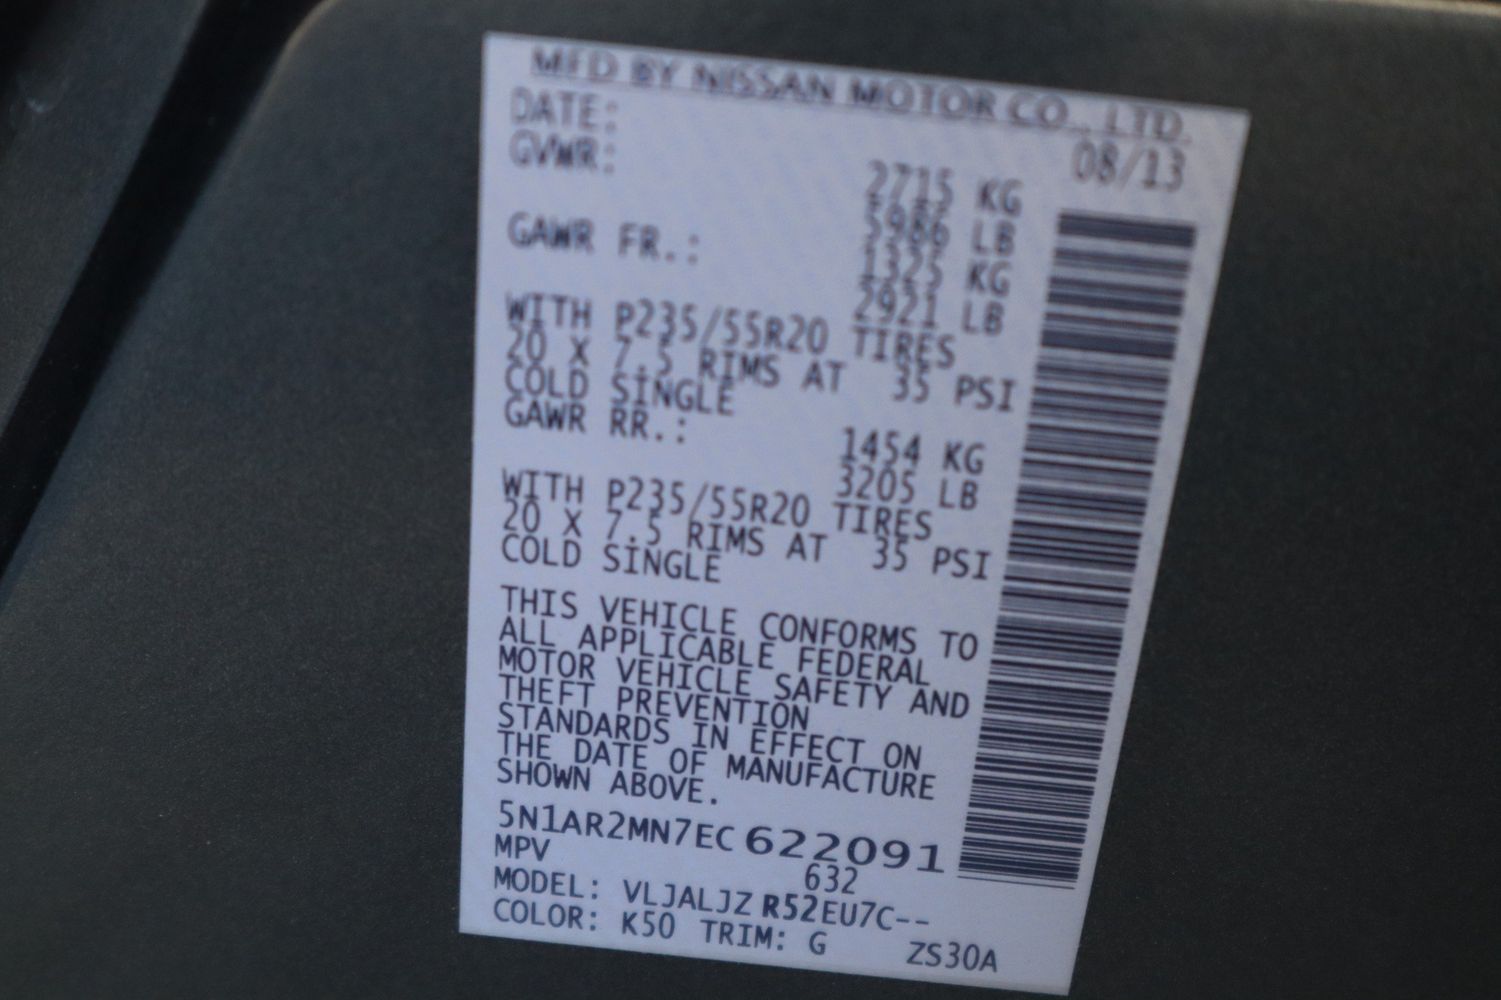 MFD BY NISSAN MOTOR CO., LTD.
DATE: 08/13
GVWR: 2715 KG
5986 LB
GAWR FR.: 1325 KG
2921 LB
WITH P235/55R20 TIRES
20 X 7.5 RIMS AT 35 PSI
COLD SINGLE
GAWR RR.: 1454 KG
3205 LB
WITH P235/55R20 TIRES
20 X 7.5 RIMS AT 35 PSI
COLD SINGLE
THIS VEHICLE CONFORMS TO
ALL APPLICABLE FEDERAL
MOTOR VEHICLE SAFETY AND
THEFT PREVENTION
STANDARDS IN EFFECT ON
THE DATE OF MANUFACTURE
SHOWN ABOVE.
5N1AR2MN7EC622091
MPV 632
MODEL: VLJALJZ R52EU7C--
COLOR: K50 TRIM: G ZS30A